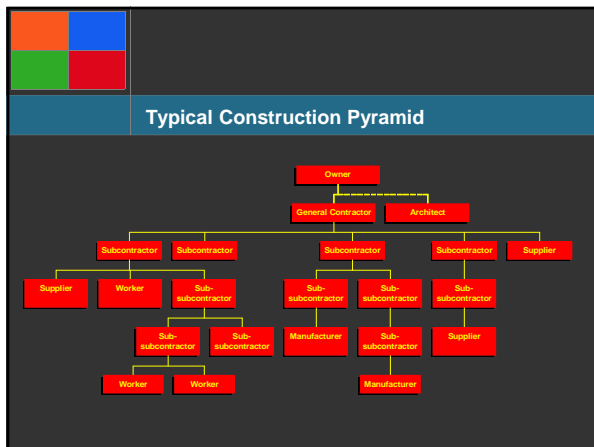 Typical Construction Pyramid
Owner
General Contractor
Architect
Subcontractor
Subcontractor
Subcontractor
Subcontractor
Supplier
Supplier
Worker
Sub-
subcontractor
Sub-
subcontractor
Sub-
subcontractor
Sub-
subcontractor
Sub-
subcontractor
Sub-
subcontractor
Manufacturer
Sub-
subcontractor
Supplier
Worker
Worker
Manufacturer